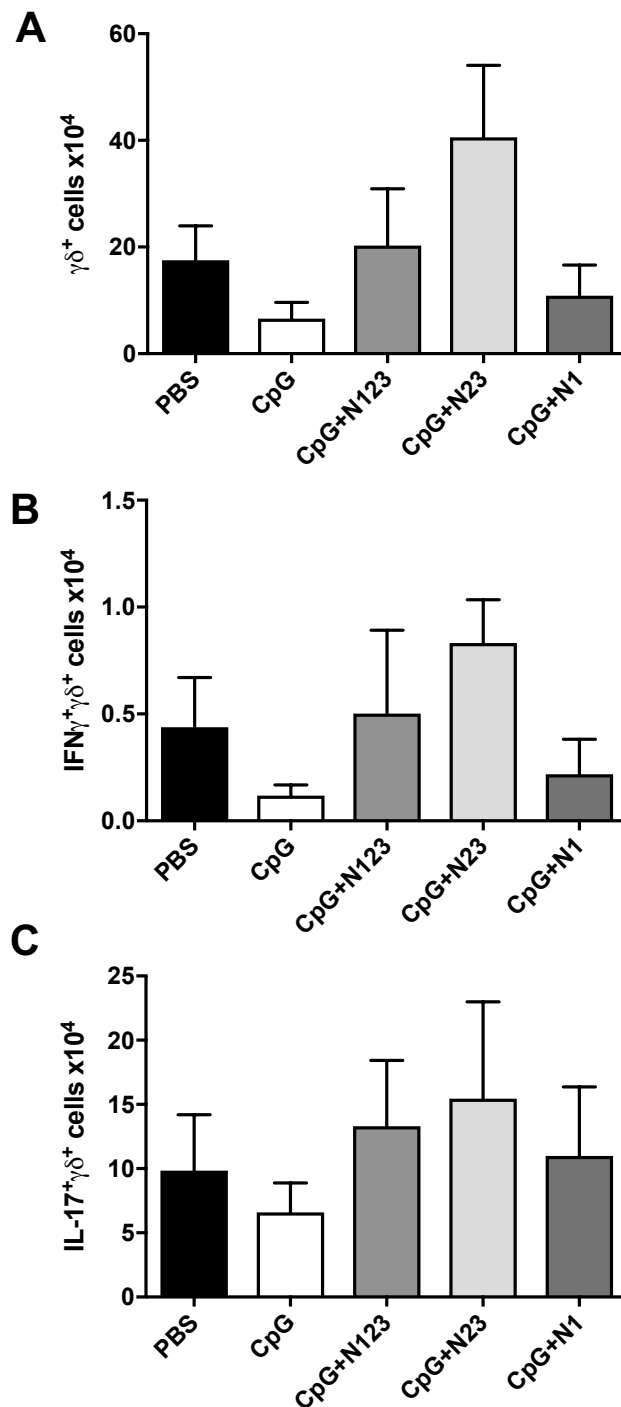 A
γδ⁺ cells x10⁴
60
40
20
0
PBS
CpG
CpG+N123
CpG+N23
CpG+N1
B
IFNγ⁺γδ⁺ cells x10⁴
1.5
1.0
0.5
0.0
PBS
CpG
CpG+N123
CpG+N23
CpG+N1
C
IL-17⁺γδ⁺ cells x10⁴
25
20
15
10
5
0
PBS
CpG
CpG+N123
CpG+N23
CpG+N1